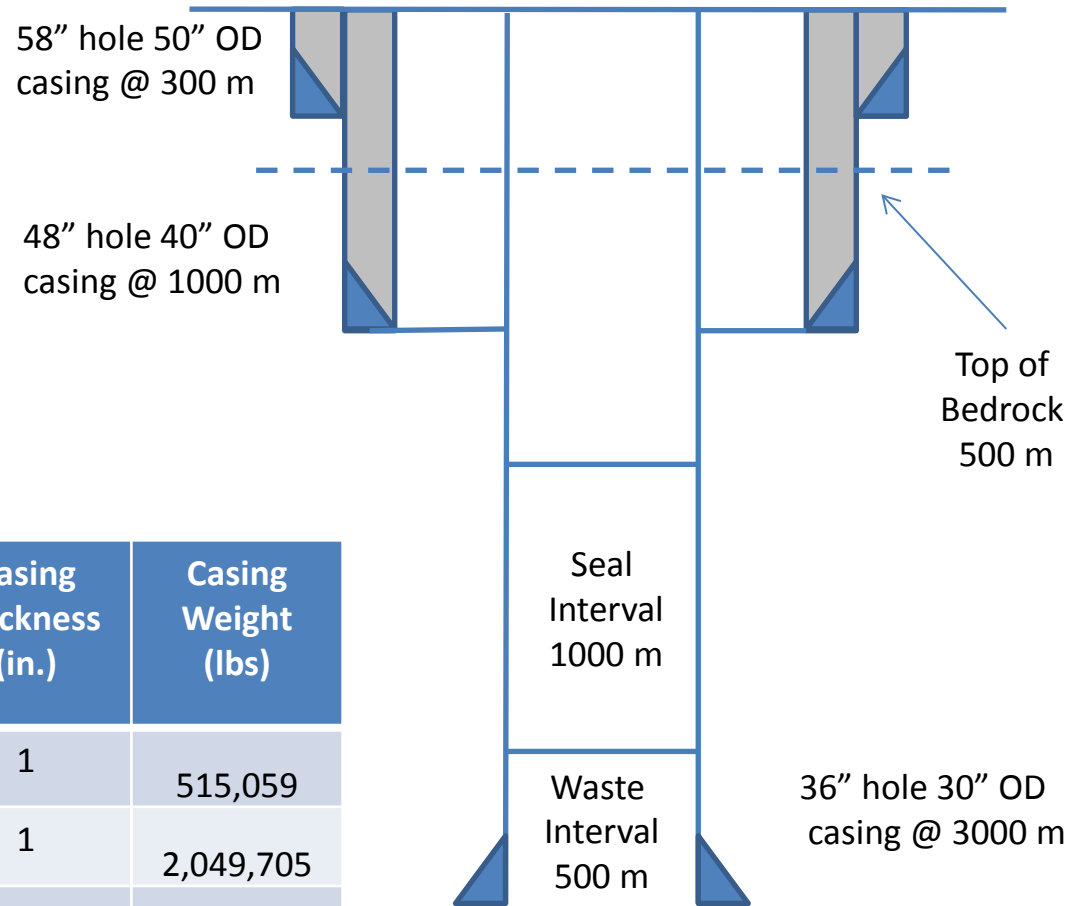 58” hole 50” OD
casing @ 300 m
48” hole 40” OD
casing @ 1000 m
Top of
Bedrock
500 m
Seal
Interval
1000 m
Waste
Interval
500 m
36” hole 30” OD
casing @ 3000 m
Casing
Weight
(lbs)
1
515,059
1
2,049,705